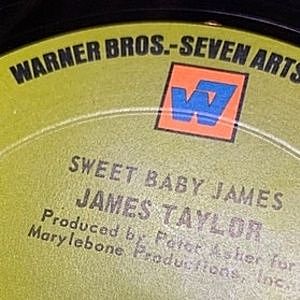 WARNER BROS.-SEVEN ARTS
W7
SWEET BABY JAMES
JAMES TAYLOR
Produced by Peter Asher for
Marylebone Productions, Inc.